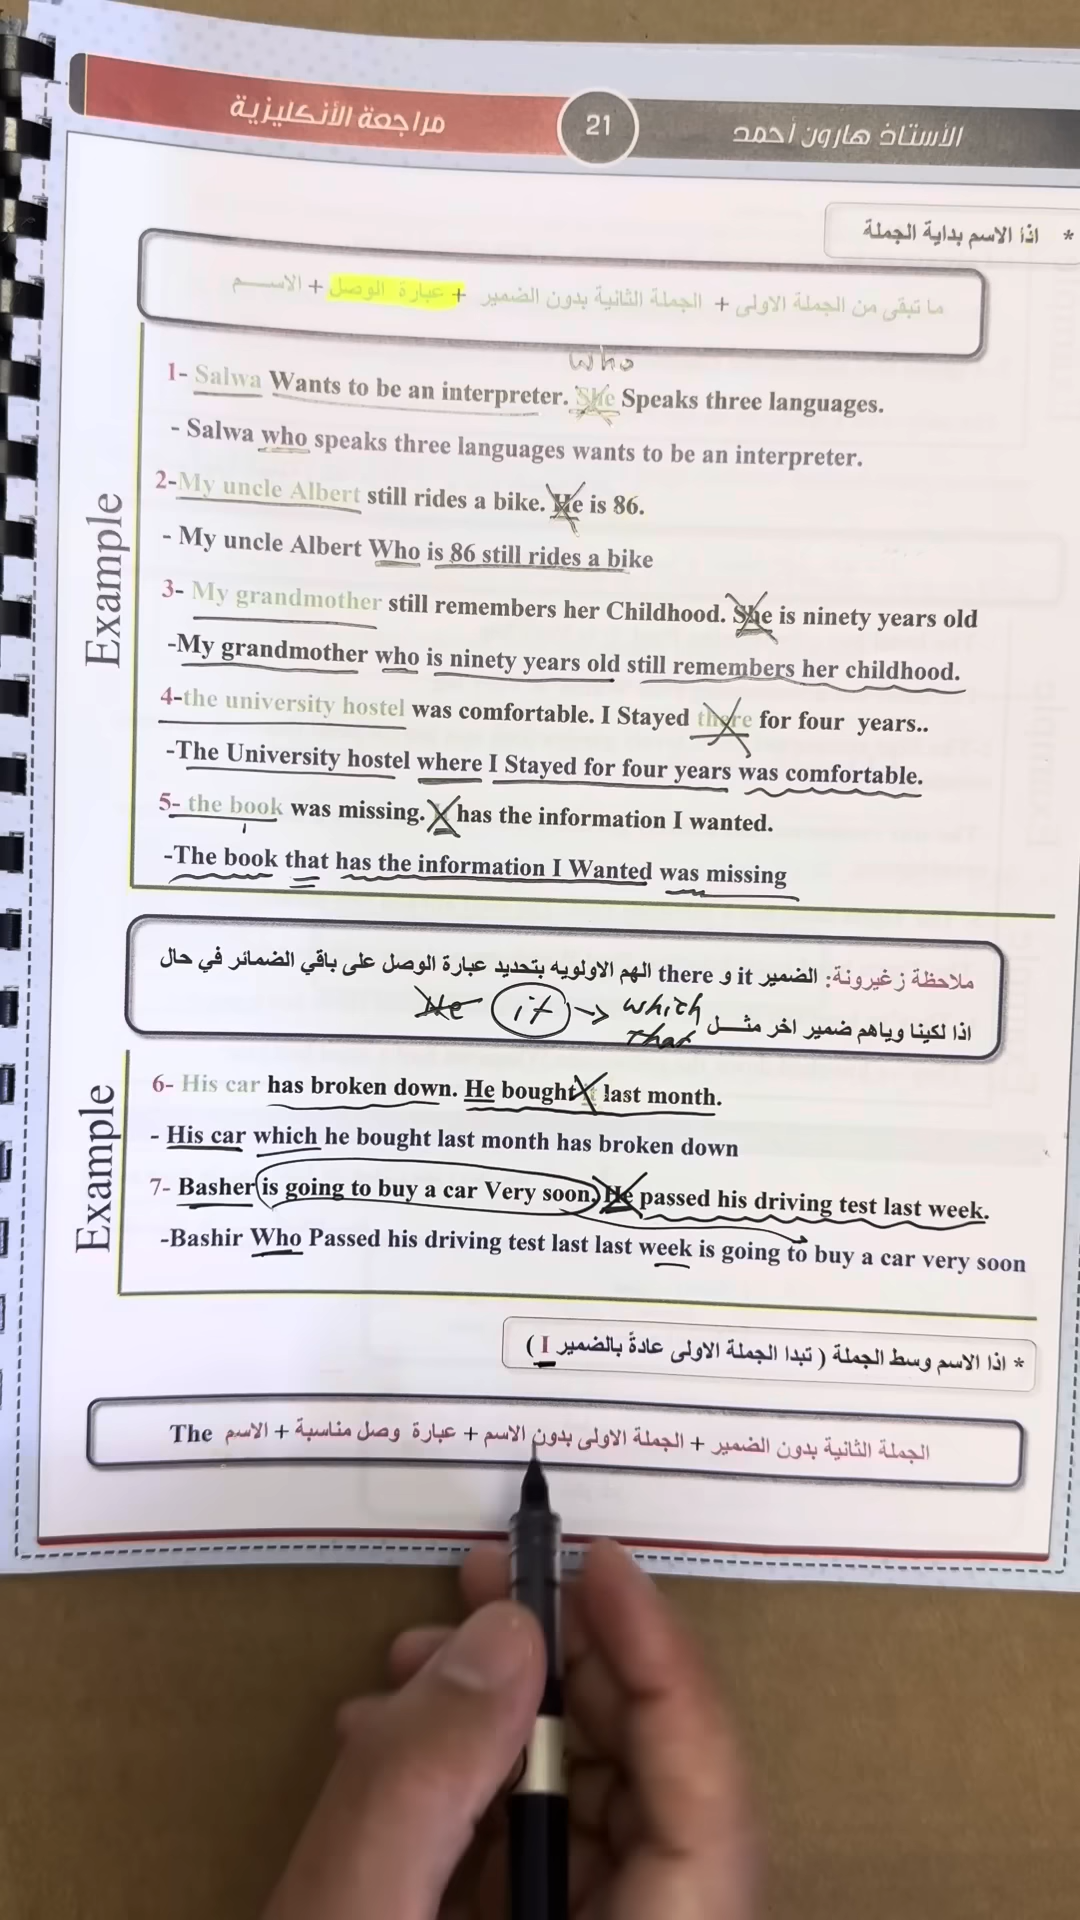 مراجعة الأنكليزية 21 الأستاذ هارون أحمد
* اذا الاسم بداية الجملة
الاســـم + عبارة الوصل + الجملة الثانية بدون الضمير + ما تبقى من الجملة الاولى
who
1- Salwa Wants to be an interpreter. She Speaks three languages.
- Salwa who speaks three languages wants to be an interpreter.
2-My uncle Albert still rides a bike. He is 86.
- My uncle Albert Who is 86 still rides a bike
3- My grandmother still remembers her Childhood. She is ninety years old
-My grandmother who is ninety years old still remembers her childhood.
4-the university hostel was comfortable. I Stayed there for four years..
-The University hostel where I Stayed for four years was comfortable.
5- the book was missing. has the information I wanted.
-The book that has the information I Wanted was missing
Example
ملاحظة زغيرونة: الضمير it و there الهم الاولويه بتحديد عبارة الوصل على باقي الضمائر في حال
اذا لكينا وياهم ضمير اخر مثــل
He it → which
that
6- His car has broken down. He bought it last month.
- His car which he bought last month has broken down
7- Basher is going to buy a car Very soon. He passed his driving test last week.
-Bashir Who Passed his driving test last last week is going to buy a car very soon
Example
* اذا الاسم وسط الجملة ( تبدا الجملة الاولى عادةً بالضمير I )
The الاسم + عبارة وصل مناسبة + الجملة الاولى بدون الاسم + الجملة الثانية بدون الضمير